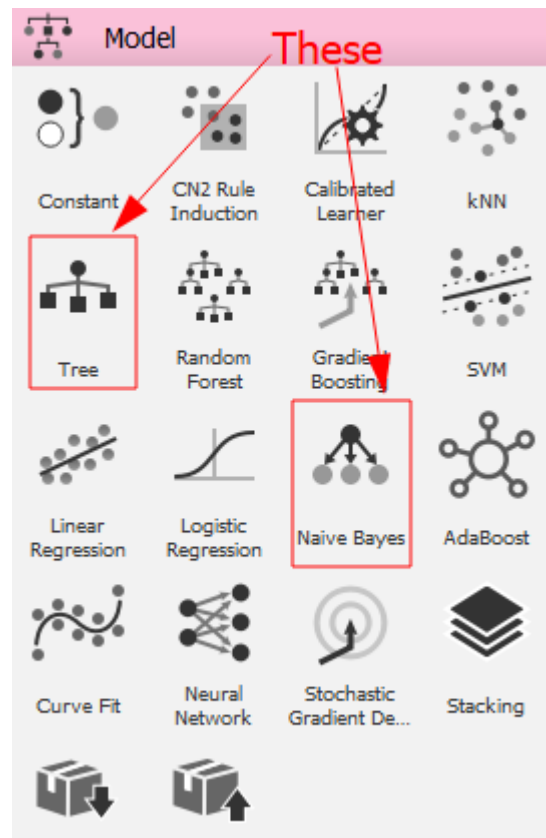 Model
These
Constant
CN2 Rule
Induction
Calibrated
Learner
kNN
Tree
Random
Forest
Gradient
Boosting
SVM
Linear
Regression
Logistic
Regression
Naive Bayes
AdaBoost
Curve Fit
Neural
Network
Stochastic
Gradient De...
Stacking